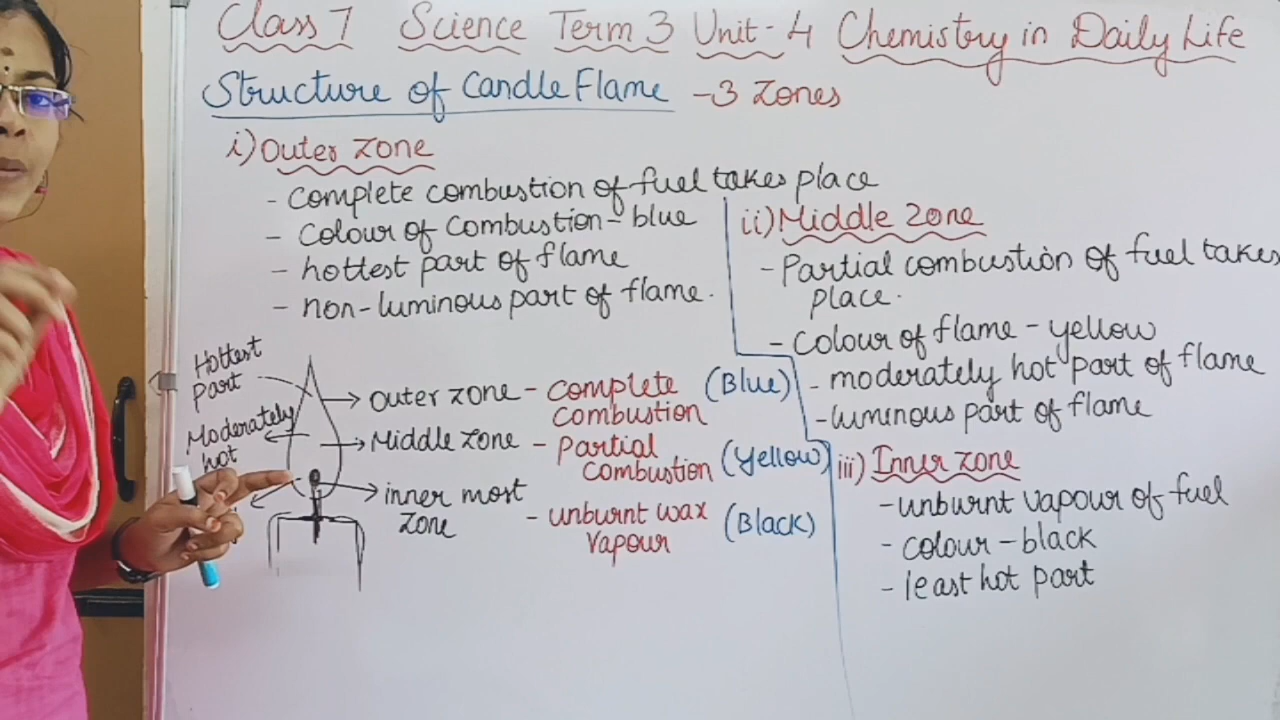 Class 7 Science Term 3 Unit-4 Chemistry in Daily Life
Structure of Candle Flame - 3 Zones
i) Outer zone
- Complete combustion of fuel takes place
- Colour of Combustion - blue
- hottest part of flame
- non-luminous part of flame.
ii) Middle Zone
- Partial combustion of fuel takes
place.
- Colour of flame - yellow
- moderately hot part of flame
- luminous part of flame
iii) Inner zone
- unburnt vapour of fuel
- colour - black
- least hot part
Hottest
part
Moderately
hot
outer zone - complete (Blue)
combustion
Middle zone - Partial
combustion (Yellow)
inner most
zone
- unburnt wax (Black)
vapour